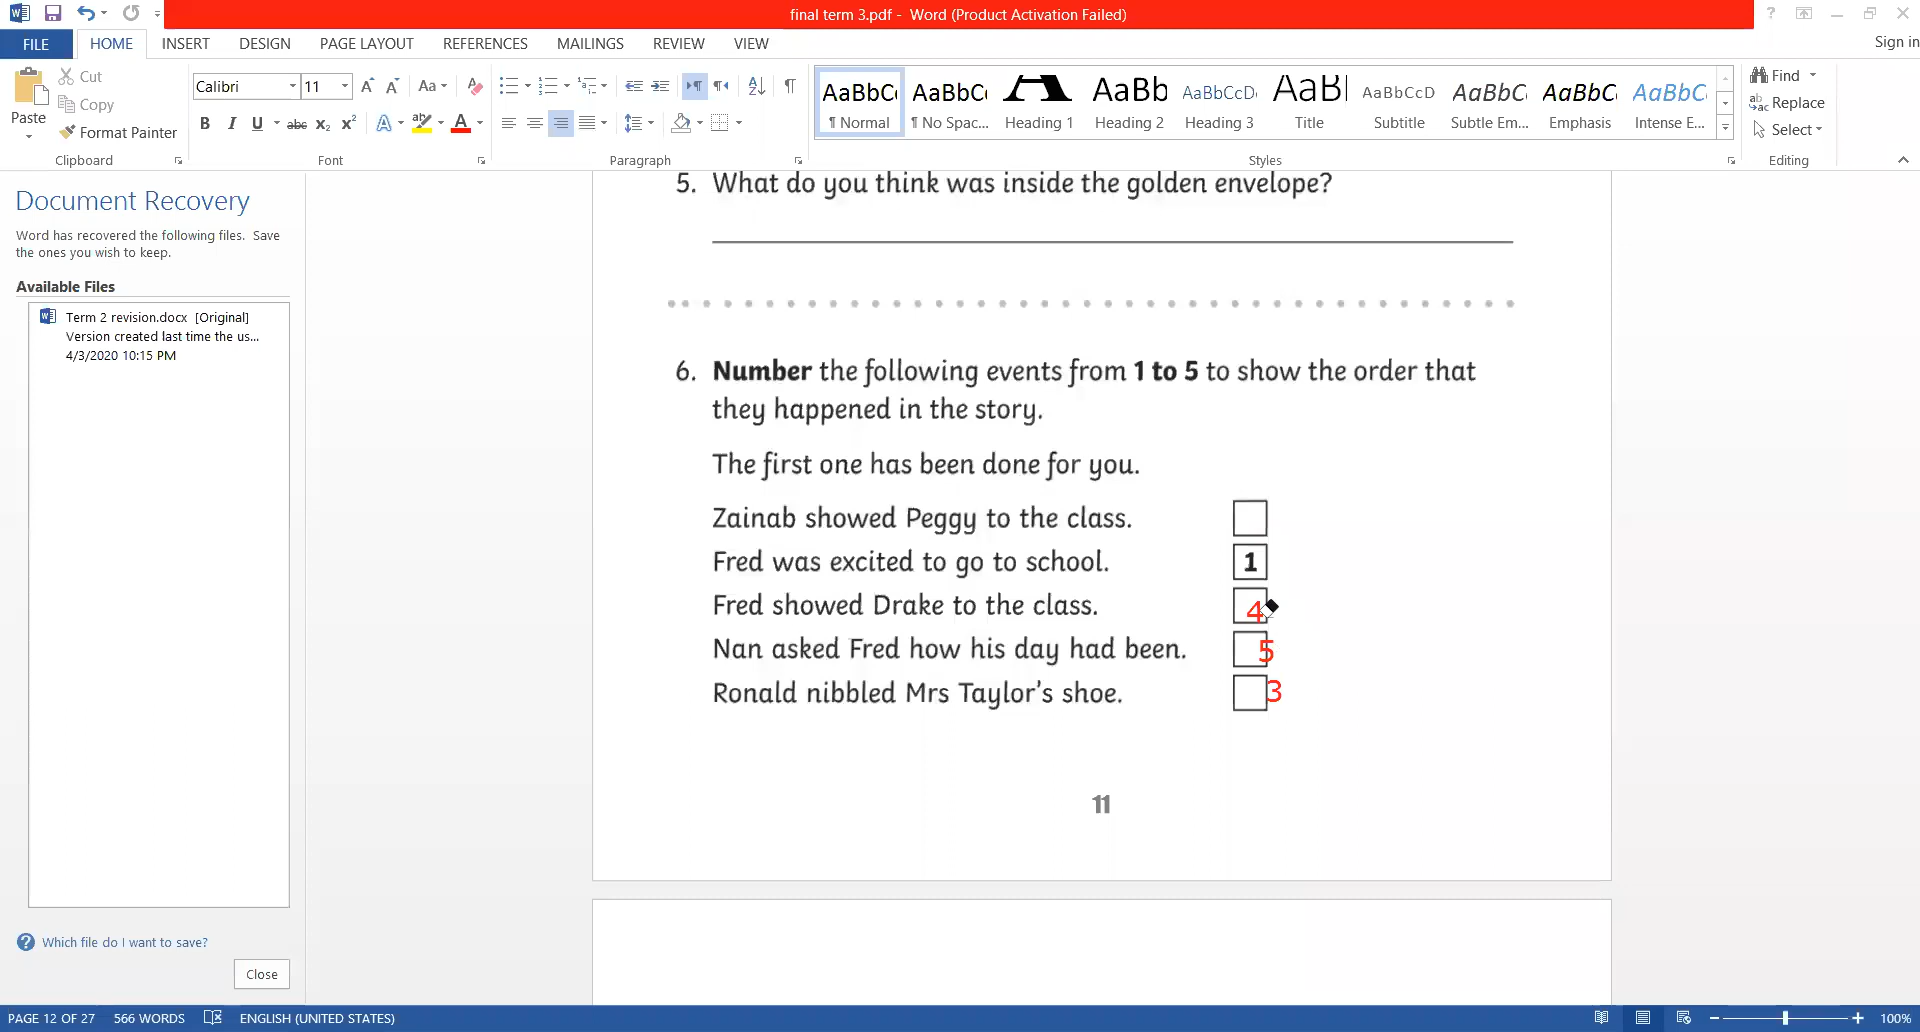 final term 3.pdf - Word (Product Activation Failed)
FILE HOME INSERT DESIGN PAGE LAYOUT REFERENCES MAILINGS REVIEW VIEW Sign in
Paste
Cut
Copy
Format Painter
Clipboard
Calibri 11
Font
Paragraph
AaBbCc AaBbCc AaBbCcDc AaBbCcD
¶ Normal ¶ No Spac... Heading 1 Heading 2 Heading 3 Title Subtitle Subtle Em... Emphasis Intense E...
Styles
Find
Replace
Select
Editing
Document Recovery
Word has recovered the following files. Save
the ones you wish to keep.
Available Files
Term 2 revision.docx [Original]
Version created last time the us...
4/3/2020 10:15 PM
Which file do I want to save?
Close
5. What do you think was inside the golden envelope?
6. Number the following events from 1 to 5 to show the order that
they happened in the story.
The first one has been done for you.
Zainab showed Peggy to the class.
Fred was excited to go to school. 1
Fred showed Drake to the class. 4
Nan asked Fred how his day had been. 5
Ronald nibbled Mrs Taylor's shoe. 3
11
PAGE 12 OF 27 566 WORDS ENGLISH (UNITED STATES) 100%